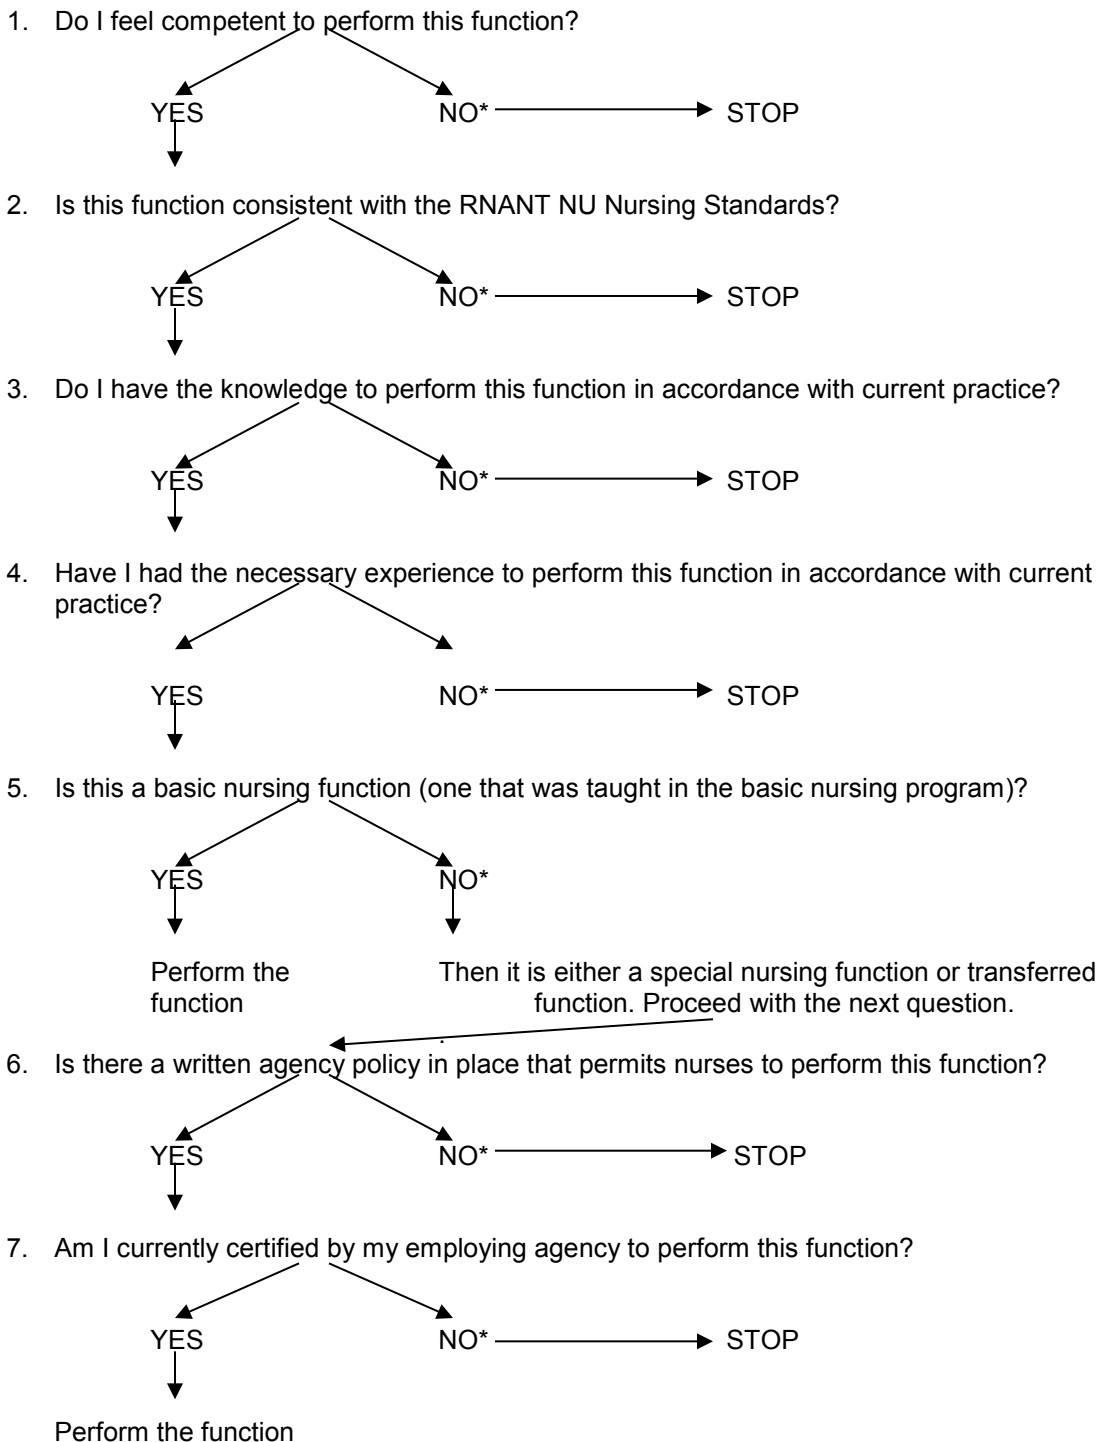 1. Do I feel competent to perform this function?
YES NO* STOP
2. Is this function consistent with the RNANT NU Nursing Standards?
YES NO* STOP
3. Do I have the knowledge to perform this function in accordance with current practice?
YES NO* STOP
4. Have I had the necessary experience to perform this function in accordance with current
practice?
YES NO* STOP
5. Is this a basic nursing function (one that was taught in the basic nursing program)?
YES NO*
Perform the Then it is either a special nursing function or transferred
function function. Proceed with the next question.
.
6. Is there a written agency policy in place that permits nurses to perform this function?
YES NO* STOP
7. Am I currently certified by my employing agency to perform this function?
YES NO* STOP
Perform the function